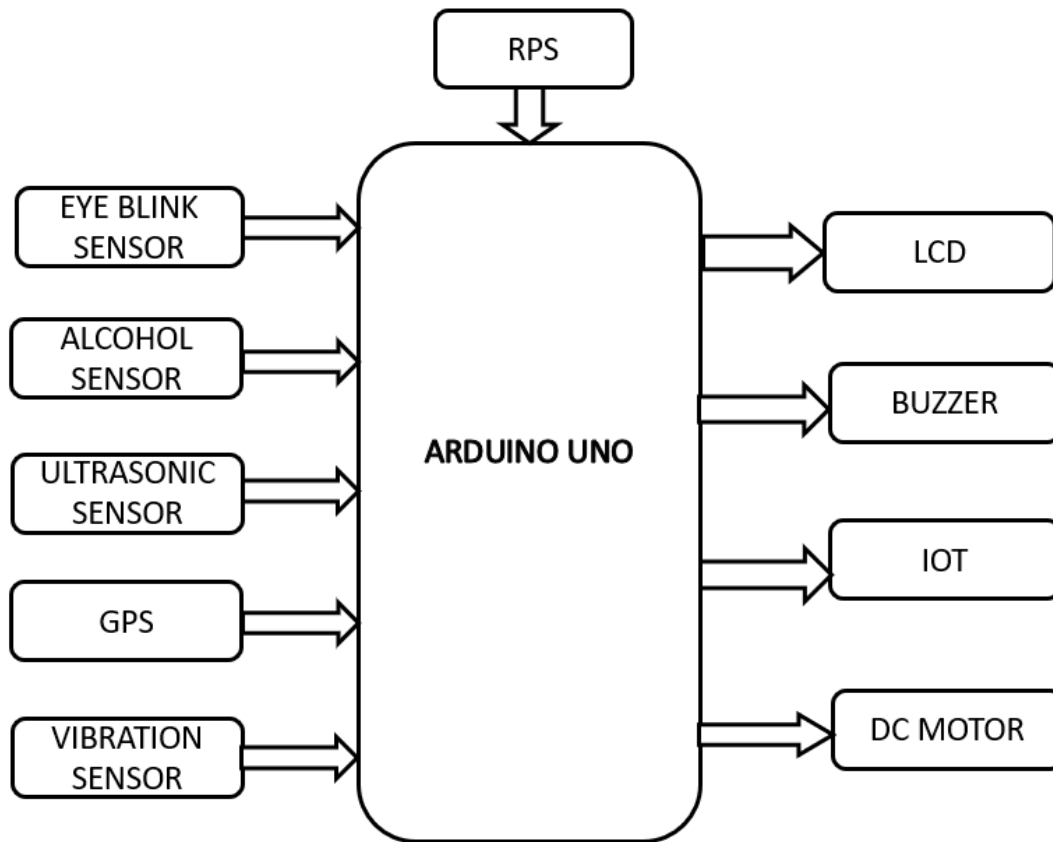 RPS
EYE BLINK
SENSOR
ALCOHOL
SENSOR
ULTRASONIC
SENSOR
GPS
VIBRATION
SENSOR
ARDUINO UNO
LCD
BUZZER
IOT
DC MOTOR